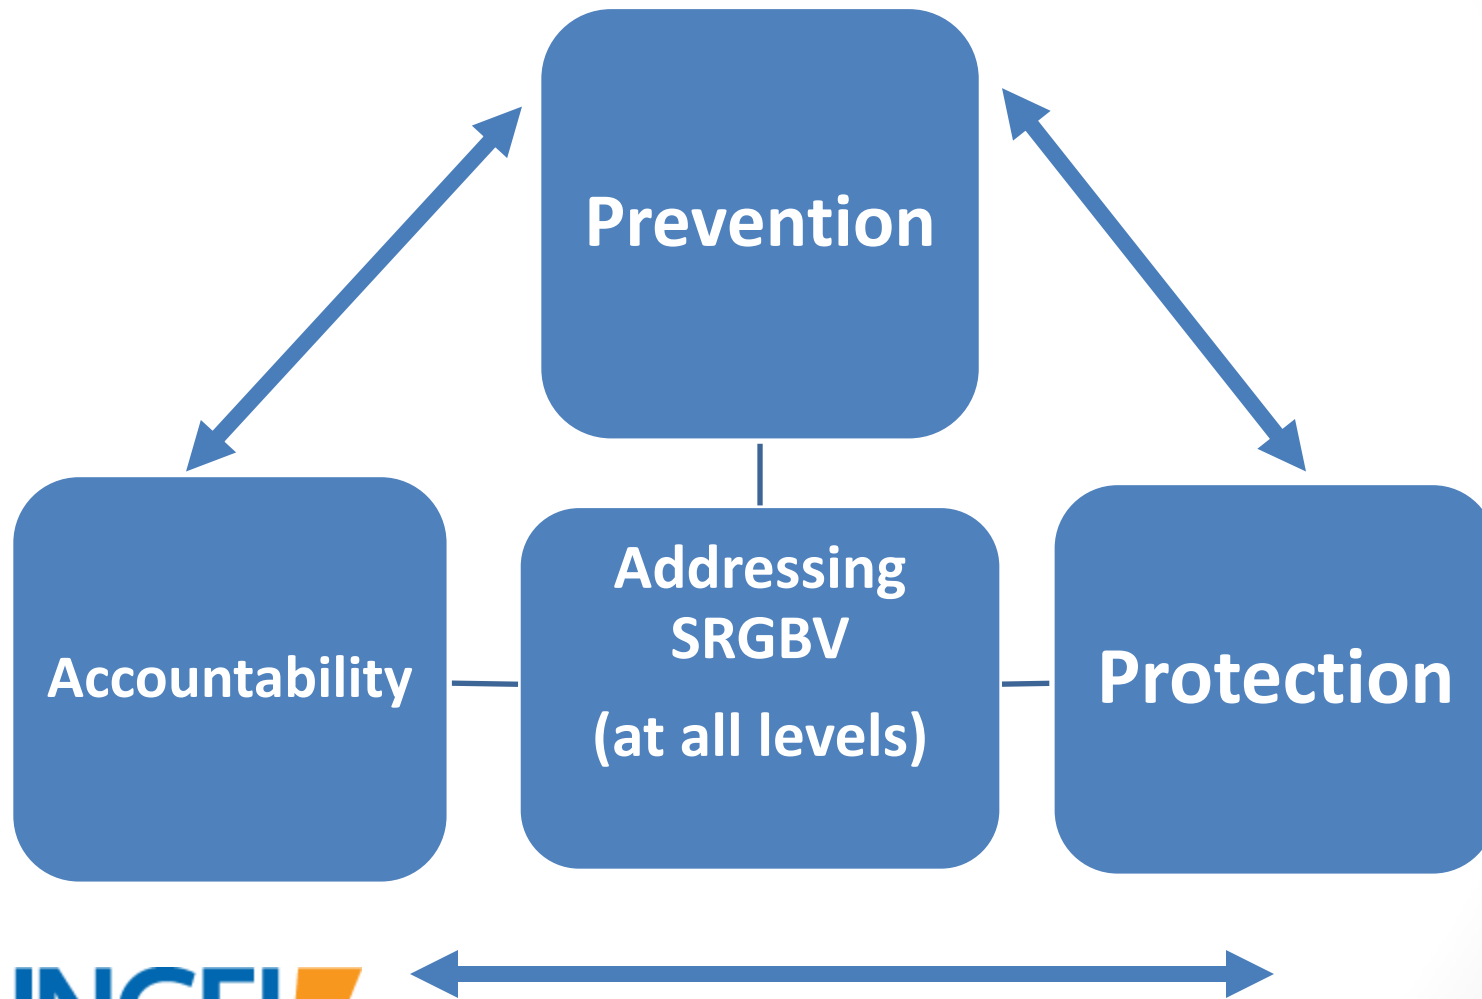 Prevention
Addressing
SRGBV
(at all levels)
Accountability
Protection